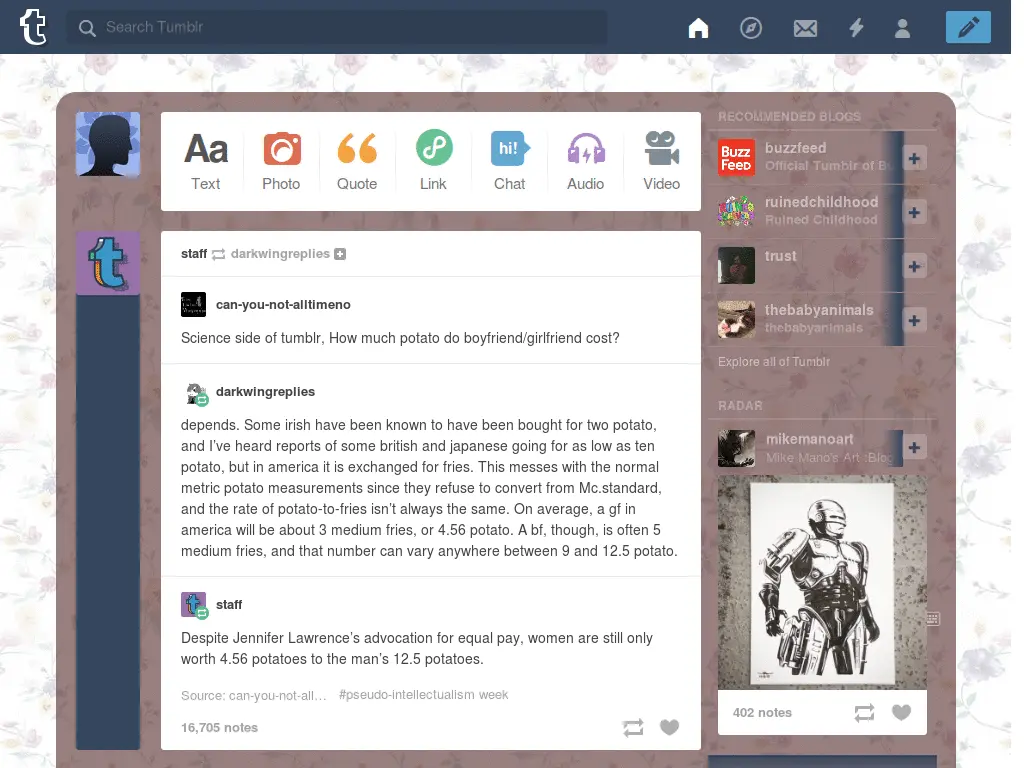 Search Tumblr
Aa
hi!
Text
Photo
Quote
Link
Chat
Audio
Video
staff darkwingreplies
can-you-not-alltimeno
Science side of tumblr, How much potato do boyfriend/girlfriend cost?
darkwingreplies
depends. Some irish have been known to have been bought for two potato,
and I've heard reports of some british and japanese going for as low as ten
potato, but in america it is exchanged for fries. This messes with the normal
metric potato measurements since they refuse to convert from Mc.standard,
and the rate of potato-to-fries isn't always the same. On average, a gf in
america will be about 3 medium fries, or 4.56 potato. A bf, though, is often 5
medium fries, and that number can vary anywhere between 9 and 12.5 potato.
staff
Despite Jennifer Lawrence's advocation for equal pay, women are still only
worth 4.56 potatoes to the man's 12.5 potatoes.
Source: can-you-not-all… #pseudo-intellectualism week
16,705 notes
RECOMMENDED BLOGS
BuzzFeed
buzzfeed
Official Tumblr of Bu
ruinedchildhood
Ruined Childhood
trust
thebabyanimals
thebabyanimals
Explore all of Tumblr
RADAR
mikemanoart
Mike Mano's Art :Blog
402 notes